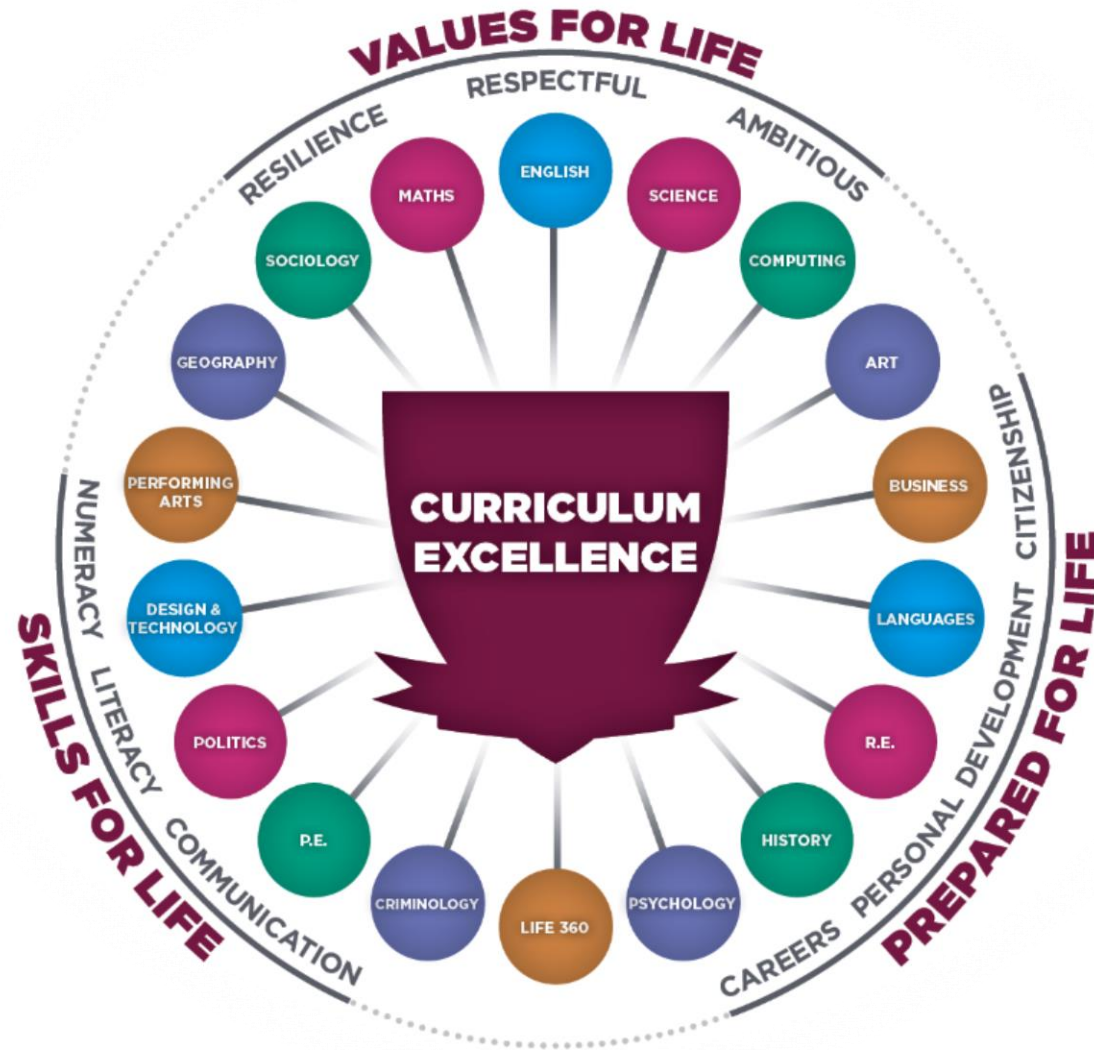 VALUES FOR LIFE
RESILIENCE
RESPECTFUL
AMBITIOUS
ENGLISH
SCIENCE
COMPUTING
ART
BUSINESS
LANGUAGES
R.E.
HISTORY
PSYCHOLOGY
LIFE 360
CRIMINOLOGY
P.E.
POLITICS
DESIGN &
TECHNOLOGY
PERFORMING
ARTS
GEOGRAPHY
SOCIOLOGY
MATHS
CURRICULUM
EXCELLENCE
SKILLS FOR LIFE
NUMERACY
LITERACY
COMMUNICATION
PREPARED FOR LIFE
CAREERS
PERSONAL DEVELOPMENT
CITIZENSHIP